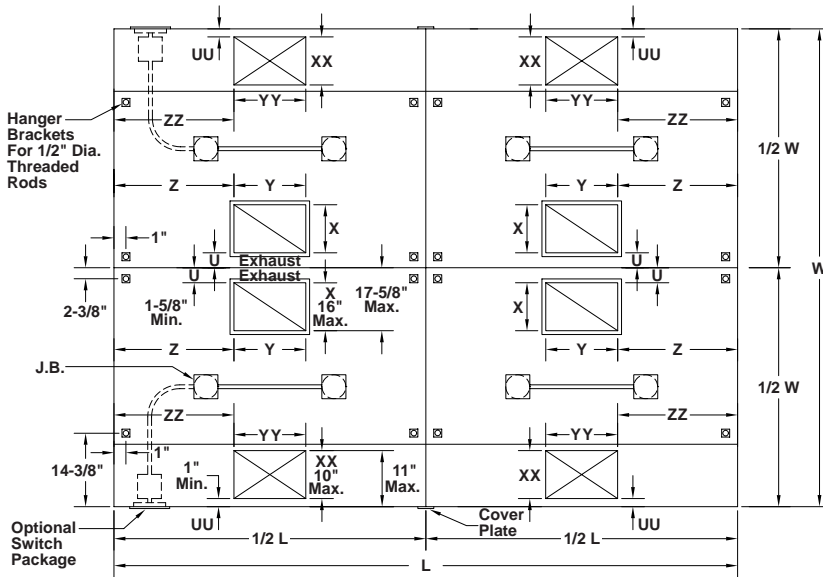 UU
XX
XX
UU
YY
YY
Hanger
Brackets
For 1/2" Dia.
Threaded
Rods
ZZ
ZZ
1/2 W
Z
Y
Y
Z
X
X
1"
U
Exhaust
U
W
U
Exhaust
U
2-3/8"
1-5/8"
Min.
X
16"
Max.
17-5/8"
Max.
X
Z
Y
Y
Z
J.B.
1/2 W
ZZ
ZZ
YY
YY
14-3/8"
1"
1"
Min.
XX
10"
Max.
11"
Max.
XX
UU
UU
Optional
Switch
Package
Cover
Plate
1/2 L
1/2 L
L